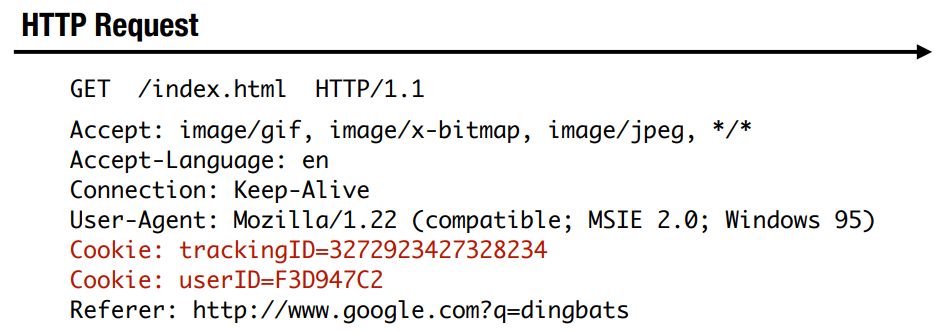 HTTP Request
GET /index.html HTTP/1.1
Accept: image/gif, image/x-bitmap, image/jpeg, */*
Accept-Language: en
Connection: Keep-Alive
User-Agent: Mozilla/1.22 (compatible; MSIE 2.0; Windows 95)
Cookie: trackingID=3272923427328234
Cookie: userID=F3D947C2
Referer: http://www.google.com?q=dingbats